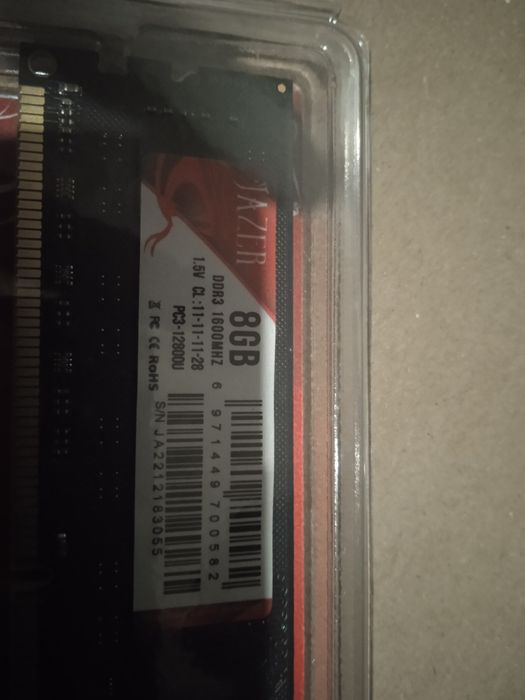 JAZER
8GB
DDR3 1600MHZ
1.5V CL:11-11-11-28
PC3-12800U
FC CE RoHS
6 971449 700582
S/N JA2212183055